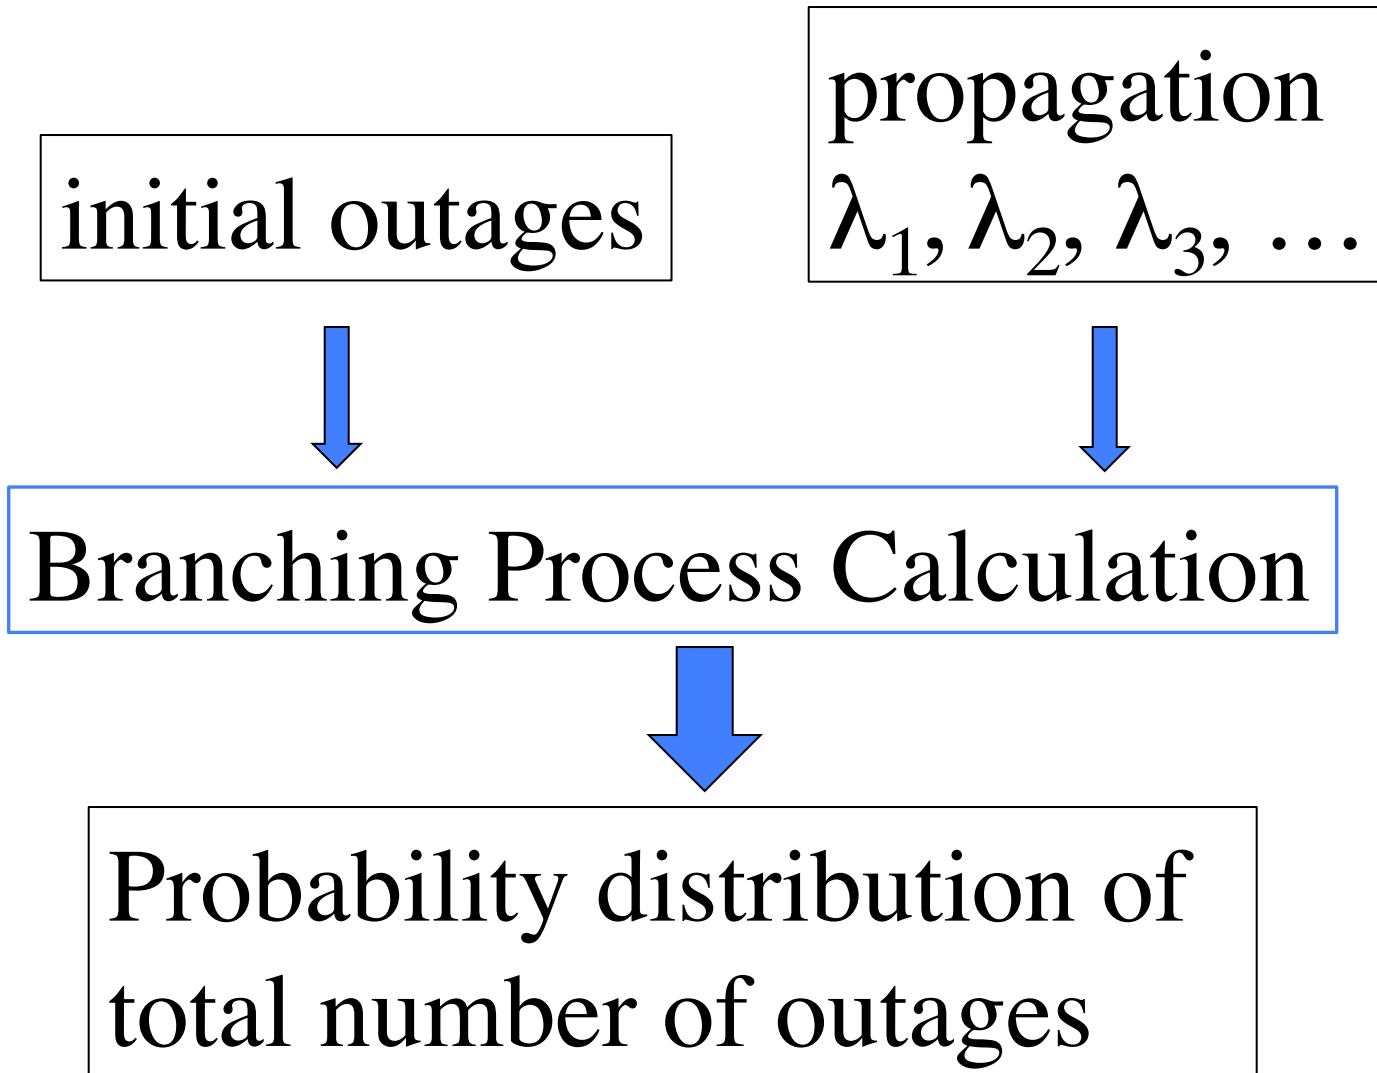 propagation
λ₁, λ₂, λ₃, …
initial outages
Branching Process Calculation
Probability distribution of
total number of outages